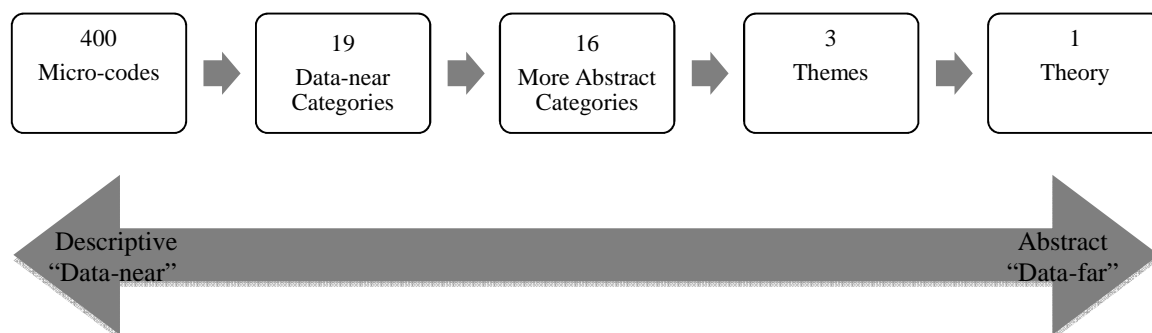 400
Micro-codes
19
Data-near
Categories
16
More Abstract
Categories
3
Themes
1
Theory
Descriptive
“Data-near”
Abstract
“Data-far”